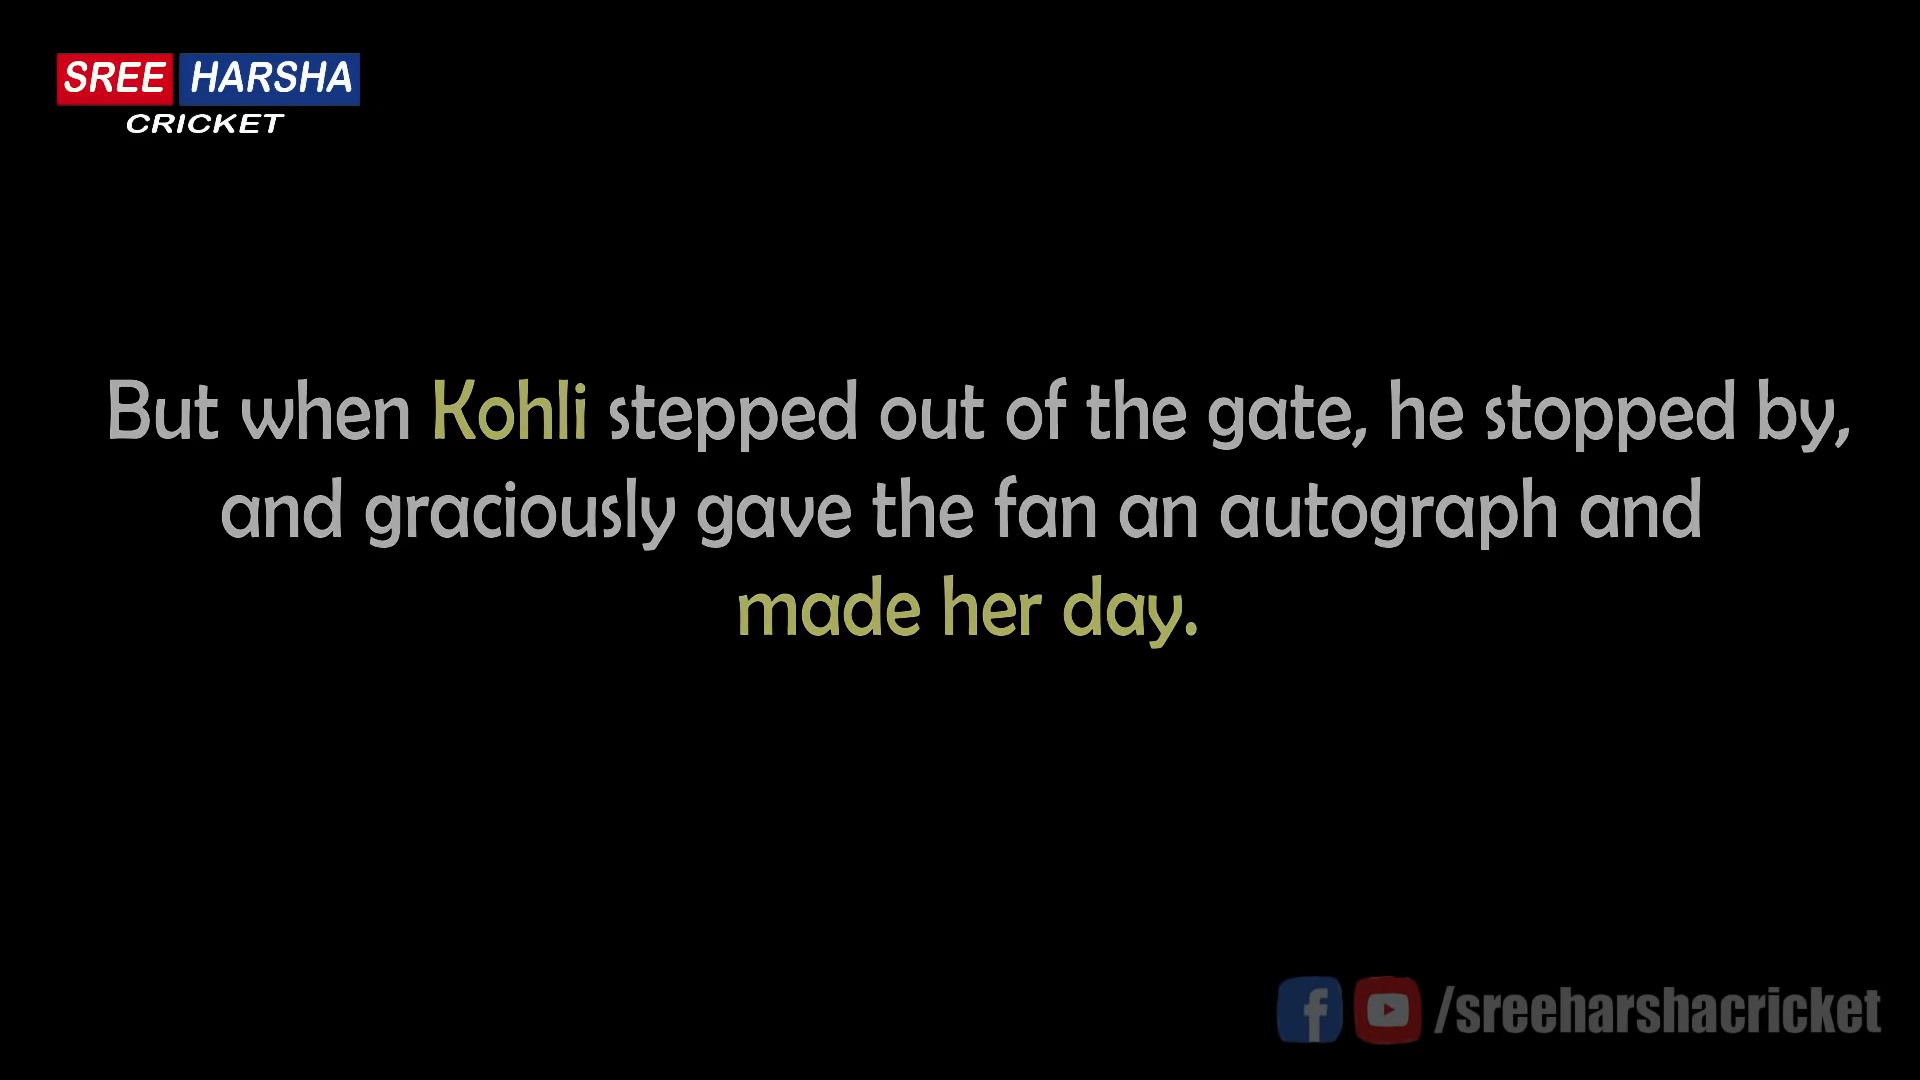 SREE HARSHA
CRICKET
But when Kohli stepped out of the gate, he stopped by,
and graciously gave the fan an autograph and
made her day.
/sreeharshacricket